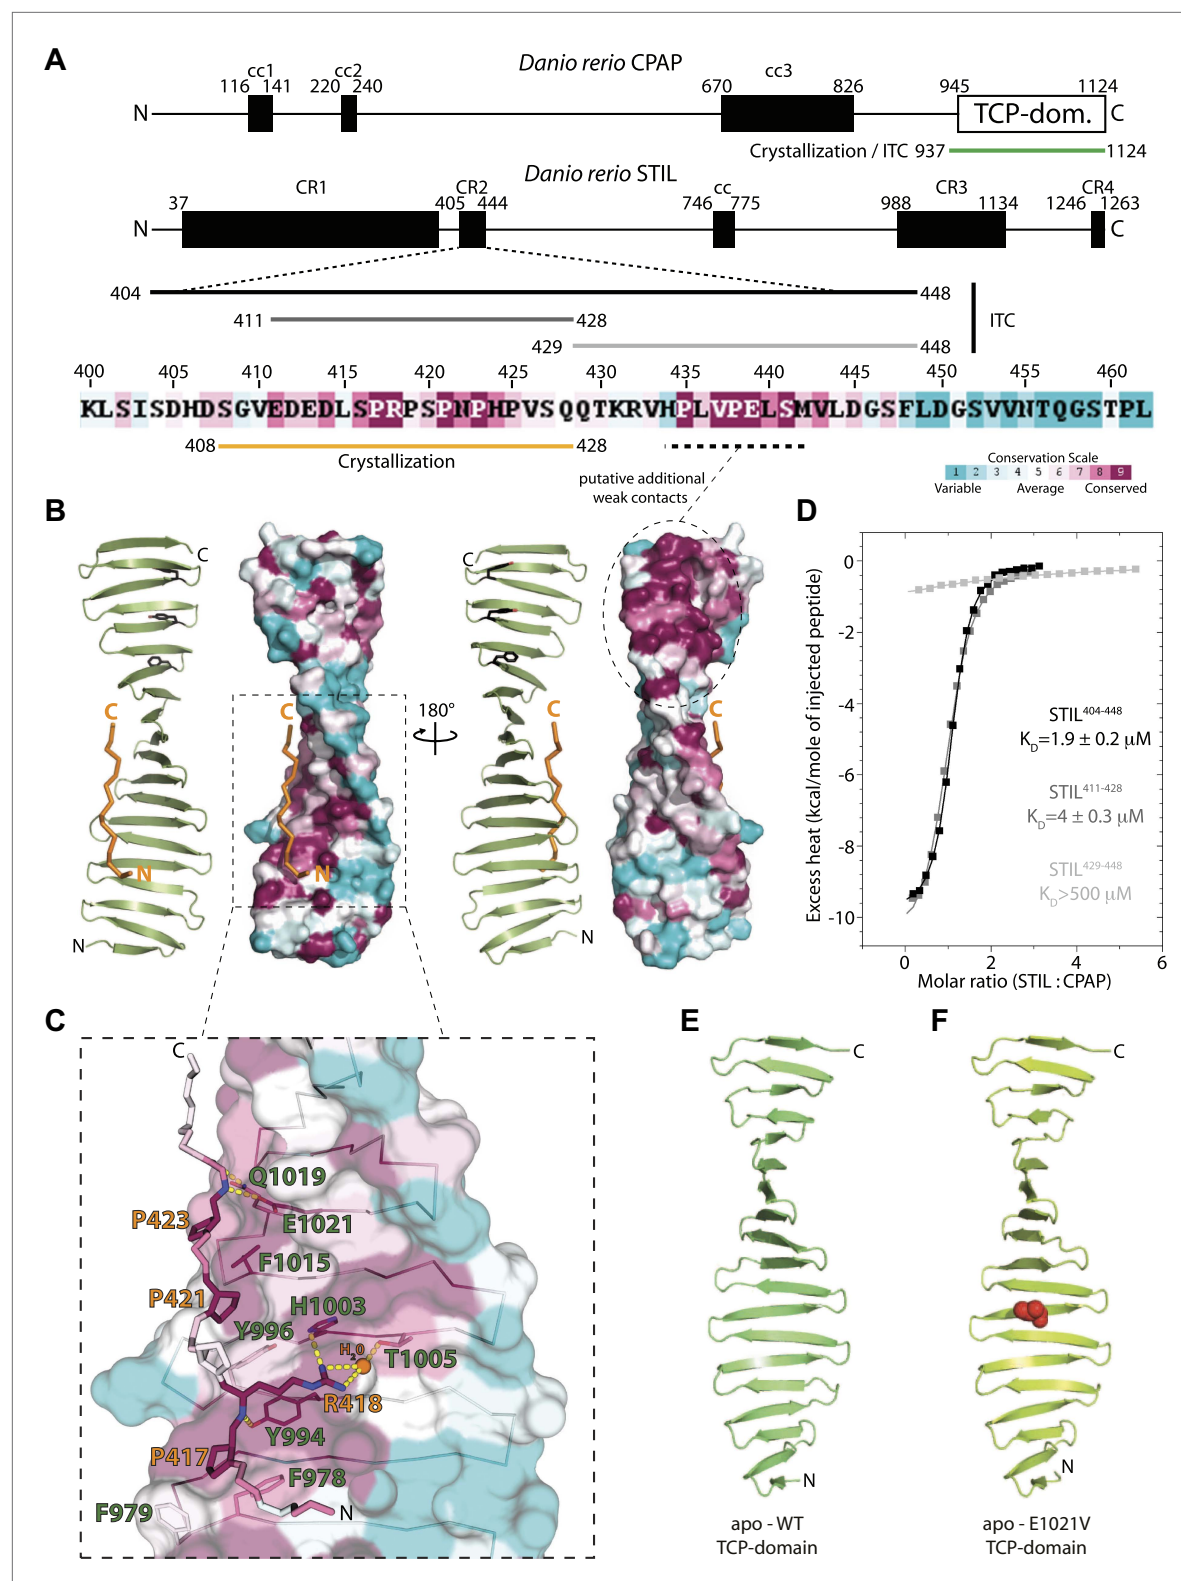 A
Danio rerio CPAP
cc1 cc2 cc3
116 141 220 240 670 826 945 1124
N TCP-dom. C
Crystallization / ITC 937 1124
Danio rerio STIL
CR1 CR2 cc CR3 CR4
37 405 444 746 775 988 1134 1246 1263
N C
404 448
411 428 ITC
429 448
400 405 410 415 420 425 430 435 440 445 450 455 460
KLSISDHDSGVEDEDLSPRPSPNPHPVSQQTKRVHPLVPELSMVLDGSFLDGSVVNTQGSTPL
408 428
Crystallization
putative additional
weak contacts
Conservation Scale
1 2 3 4 5 6 7 8 9
Variable Average Conserved
B
C
C
C
180°
C
C
N
N
N
N
D
Excess heat (kcal/mole of injected peptide)
0
-2
-4
-6
-8
-10
STIL404-448
KD=1.9 ± 0.2 µM
STIL411-428
KD=4 ± 0.3 µM
STIL429-448
KD>500 µM
0 2 4 6
Molar ratio (STIL : CPAP)
C
C
Q1019
P423
E1021
F1015
P421
H1003
Y996
H2O
T1005
R418
Y994
P417
F978
F979
N
E
C
N
apo - WT
TCP-domain
F
C
N
apo - E1021V
TCP-domain